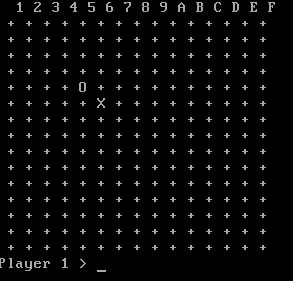 1 2 3 4 5 6 7 8 9 A B C D E F
+ + + + + + + + + + + + + + +
+ + + + + + + + + + + + + + +
+ + + + + + + + + + + + + + +
+ + + + + + + + + + + + + + +
+ + + + O + + + + + + + + + +
+ + + + + X + + + + + + + + +
+ + + + + + + + + + + + + + +
+ + + + + + + + + + + + + + +
+ + + + + + + + + + + + + + +
+ + + + + + + + + + + + + + +
+ + + + + + + + + + + + + + +
+ + + + + + + + + + + + + + +
+ + + + + + + + + + + + + + +
+ + + + + + + + + + + + + + +
+ + + + + + + + + + + + + + +
Player 1 > _